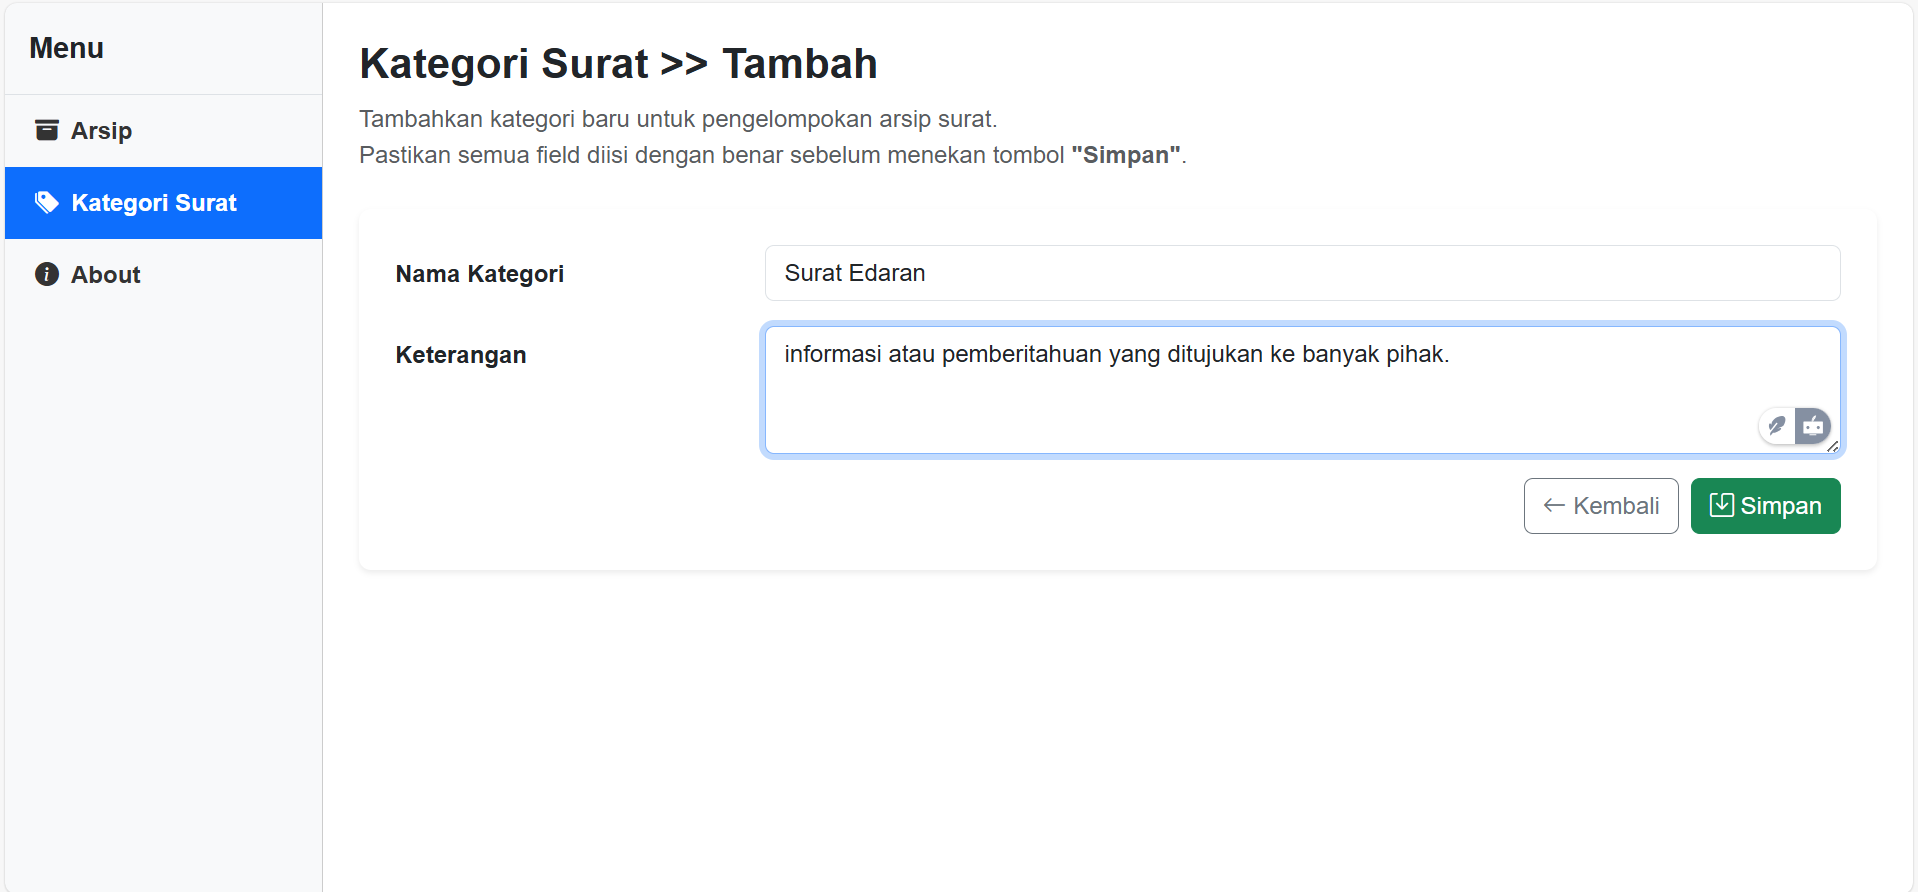 Menu
Arsip
Kategori Surat
About
Kategori Surat >> Tambah
Tambahkan kategori baru untuk pengelompokan arsip surat.
Pastikan semua field diisi dengan benar sebelum menekan tombol "Simpan".
Nama Kategori
Surat Edaran
Keterangan
informasi atau pemberitahuan yang ditujukan ke banyak pihak.
Kembali
Simpan